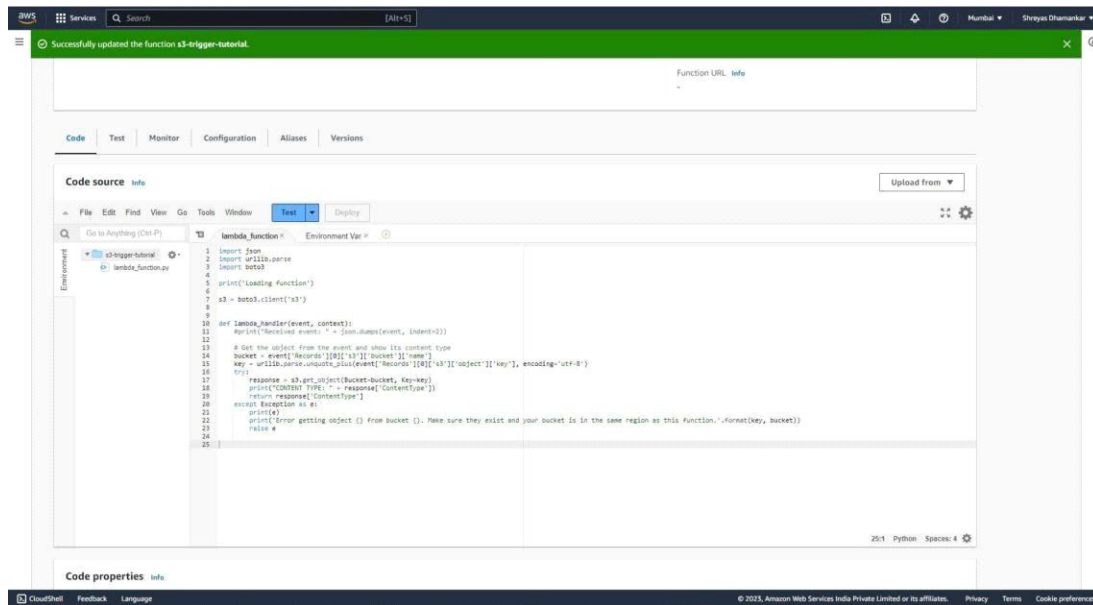 aws Services Search [Alt+S] Mumbai Shreyas Dhamankar
Successfully updated the function s3-trigger-tutorial.
Function URL Info
-
Code Test Monitor Configuration Aliases Versions
Code source Info Upload from
File Edit Find View Go Tools Window Test Deploy
Go to Anything (Ctrl-P) lambda_function Environment Var
Environment
s3-trigger-tutorial
lambda_function.py
1 import json
2 import urllib.parse
3 import boto3
4
5 print('Loading function')
6
7 s3 = boto3.client('s3')
8
9
10 def lambda_handler(event, context):
11 #print("Received event: " + json.dumps(event, indent=2))
12
13 # Get the object from the event and show its content type
14 bucket = event['Records'][0]['s3']['bucket']['name']
15 key = urllib.parse.unquote_plus(event['Records'][0]['s3']['object']['key'], encoding='utf-8')
16 try:
17 response = s3.get_object(Bucket=bucket, Key=key)
18 print("CONTENT TYPE: " + response['ContentType'])
19 return response['ContentType']
20 except Exception as e:
21 print(e)
22 print('Error getting object {} from bucket {}. Make sure they exist and your bucket is in the same region as this function.'.format(key, bucket))
23 raise e
24
25
25:1 Python Spaces: 4
Code properties Info
CloudShell Feedback Language © 2023, Amazon Web Services India Private Limited or its affiliates. Privacy Terms Cookie preference